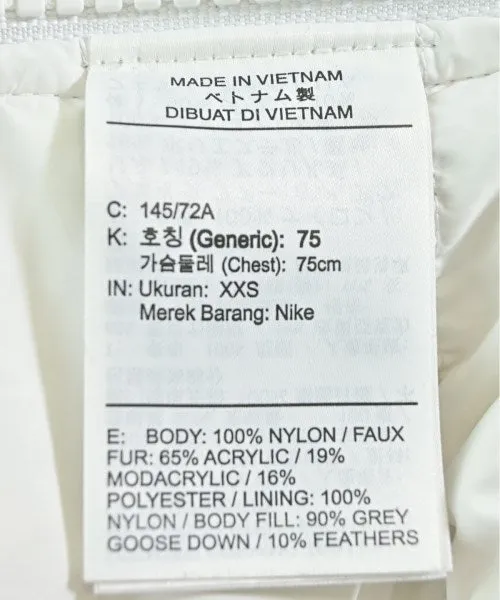 MADE IN VIETNAM
ベトナム製
DIBUAT DI VIETNAM
C: 145/72A
K: 호칭 (Generic): 75
가슴둘레 (Chest): 75cm
IN: Ukuran: XXS
Merek Barang: Nike
E: BODY: 100% NYLON / FAUX
FUR: 65% ACRYLIC / 19%
MODACRYLIC / 16%
POLYESTER / LINING: 100%
NYLON / BODY FILL: 90% GREY
GOOSE DOWN / 10% FEATHERS